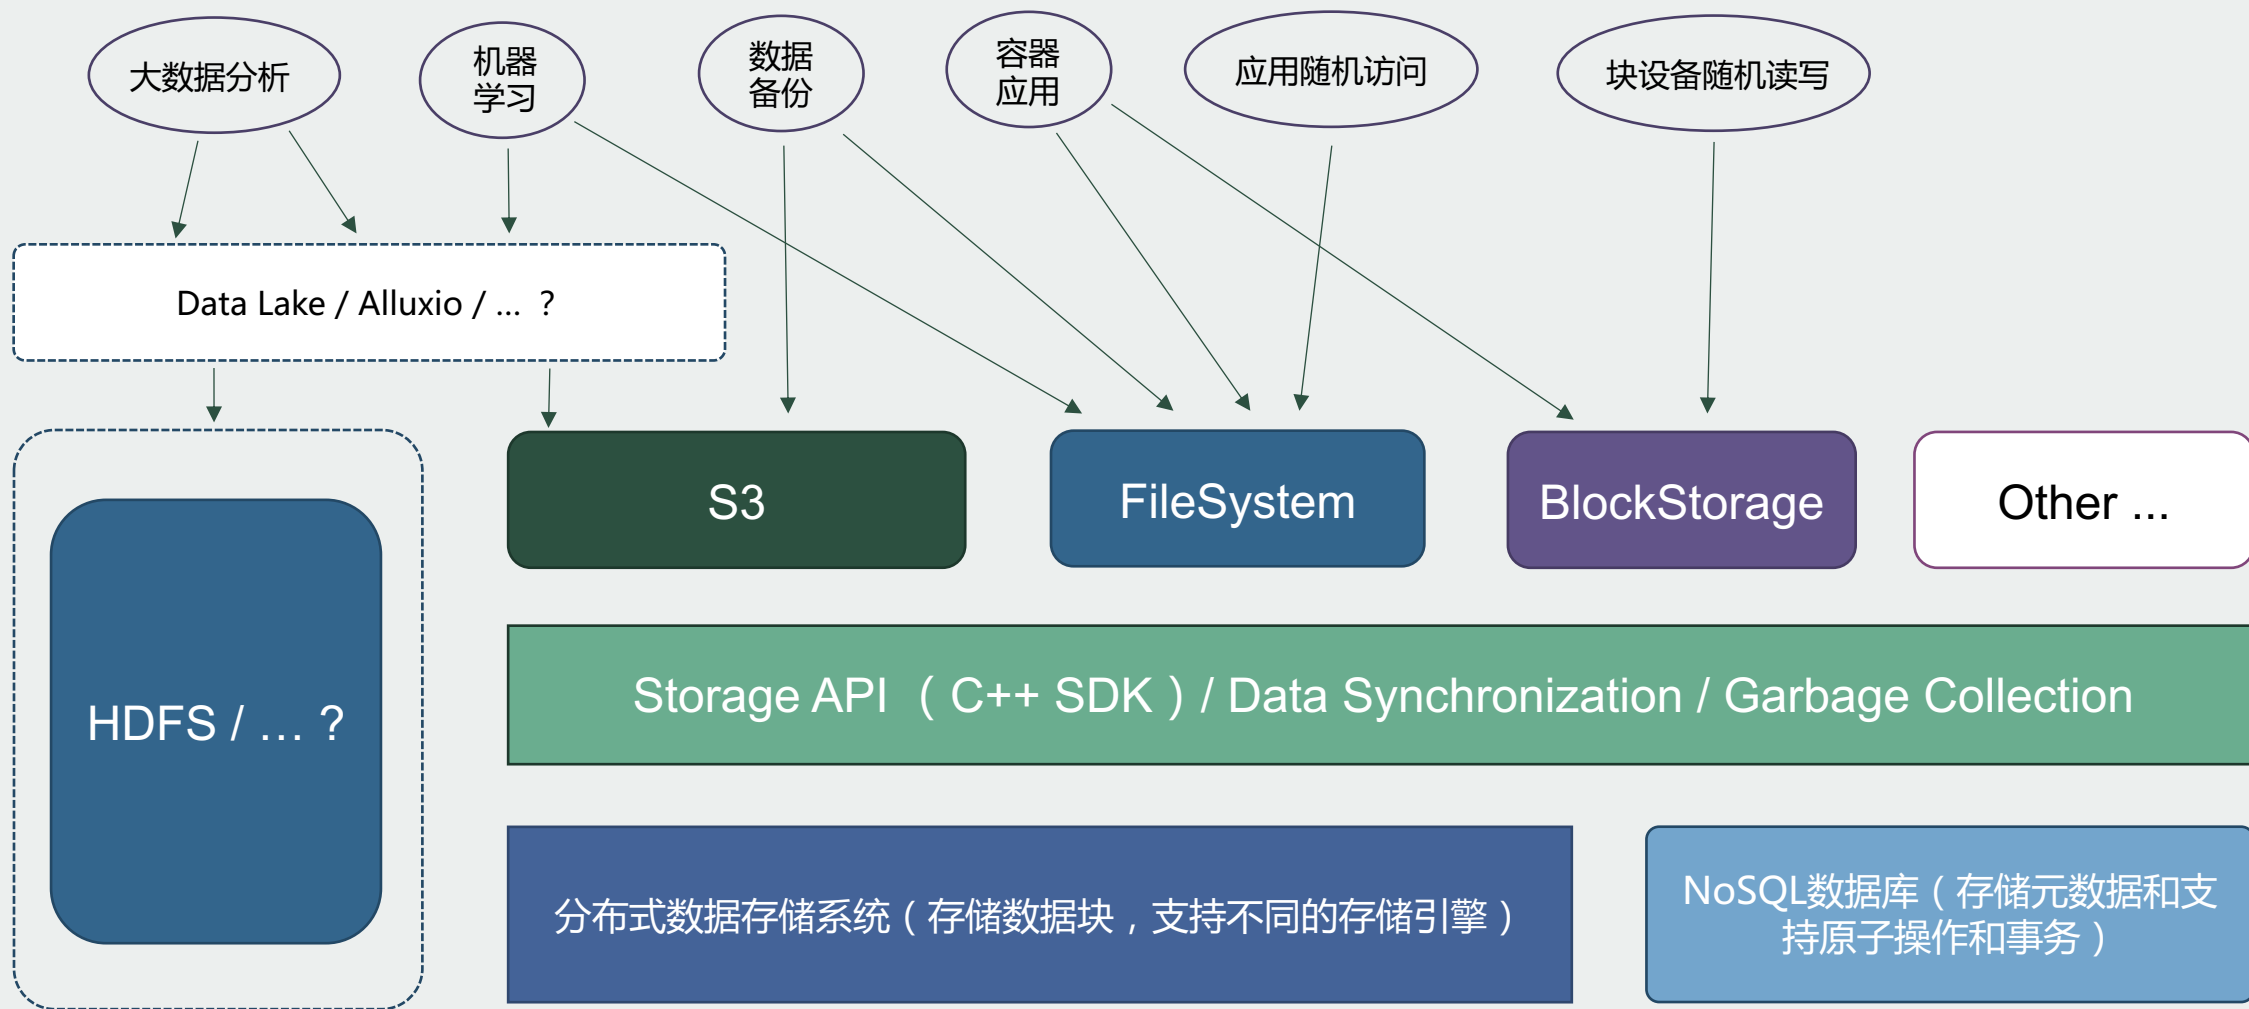 大数据分析
机器
学习
数据
备份
容器
应用
应用随机访问
块设备随机读写
Data Lake / Alluxio / ... ？
HDFS / … ?
S3
FileSystem
BlockStorage
Other ...
Storage API （ C++ SDK ）/ Data Synchronization / Garbage Collection
分布式数据存储系统（存储数据块，支持不同的存储引擎）
NoSQL数据库（存储元数据和支
持原子操作和事务）